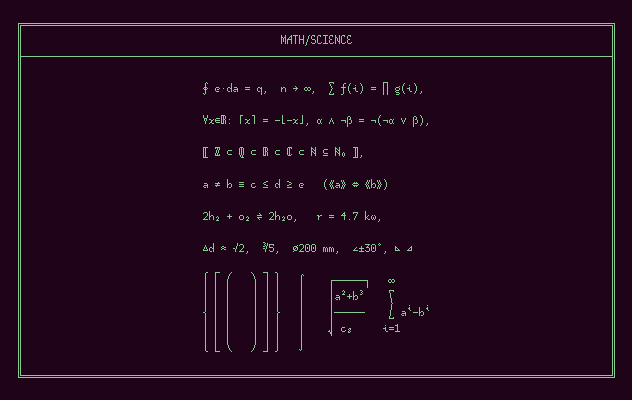 MATH/SCIENCE
∮ e·da = q,  n → ∞,  ∑ f(i) = ∏ g(i),
∀x∊ℝ: ⌈x⌉ = −⌊−x⌋, α ∧ ¬β = ¬(¬α ∨ β),
⟦ ℤ ⊂ ℚ ⊂ ℝ ⊂ ℂ ⊂ ℕ ⊆ ℕ₀ ⟧,
a ≠ b ≡ c ≤ d ≥ e   (⟪a⟫ ⇔ ⟪b⟫)
2h₂ + o₂ ⇌ 2h₂o,   r = 4.7 kω,
∆d ≈ √2,  ∛5,  ⌀200 mm,  ∠±30°, ⊾ ⊿
∞
a²+b³
aⁱ−bⁱ
c₈
i=1